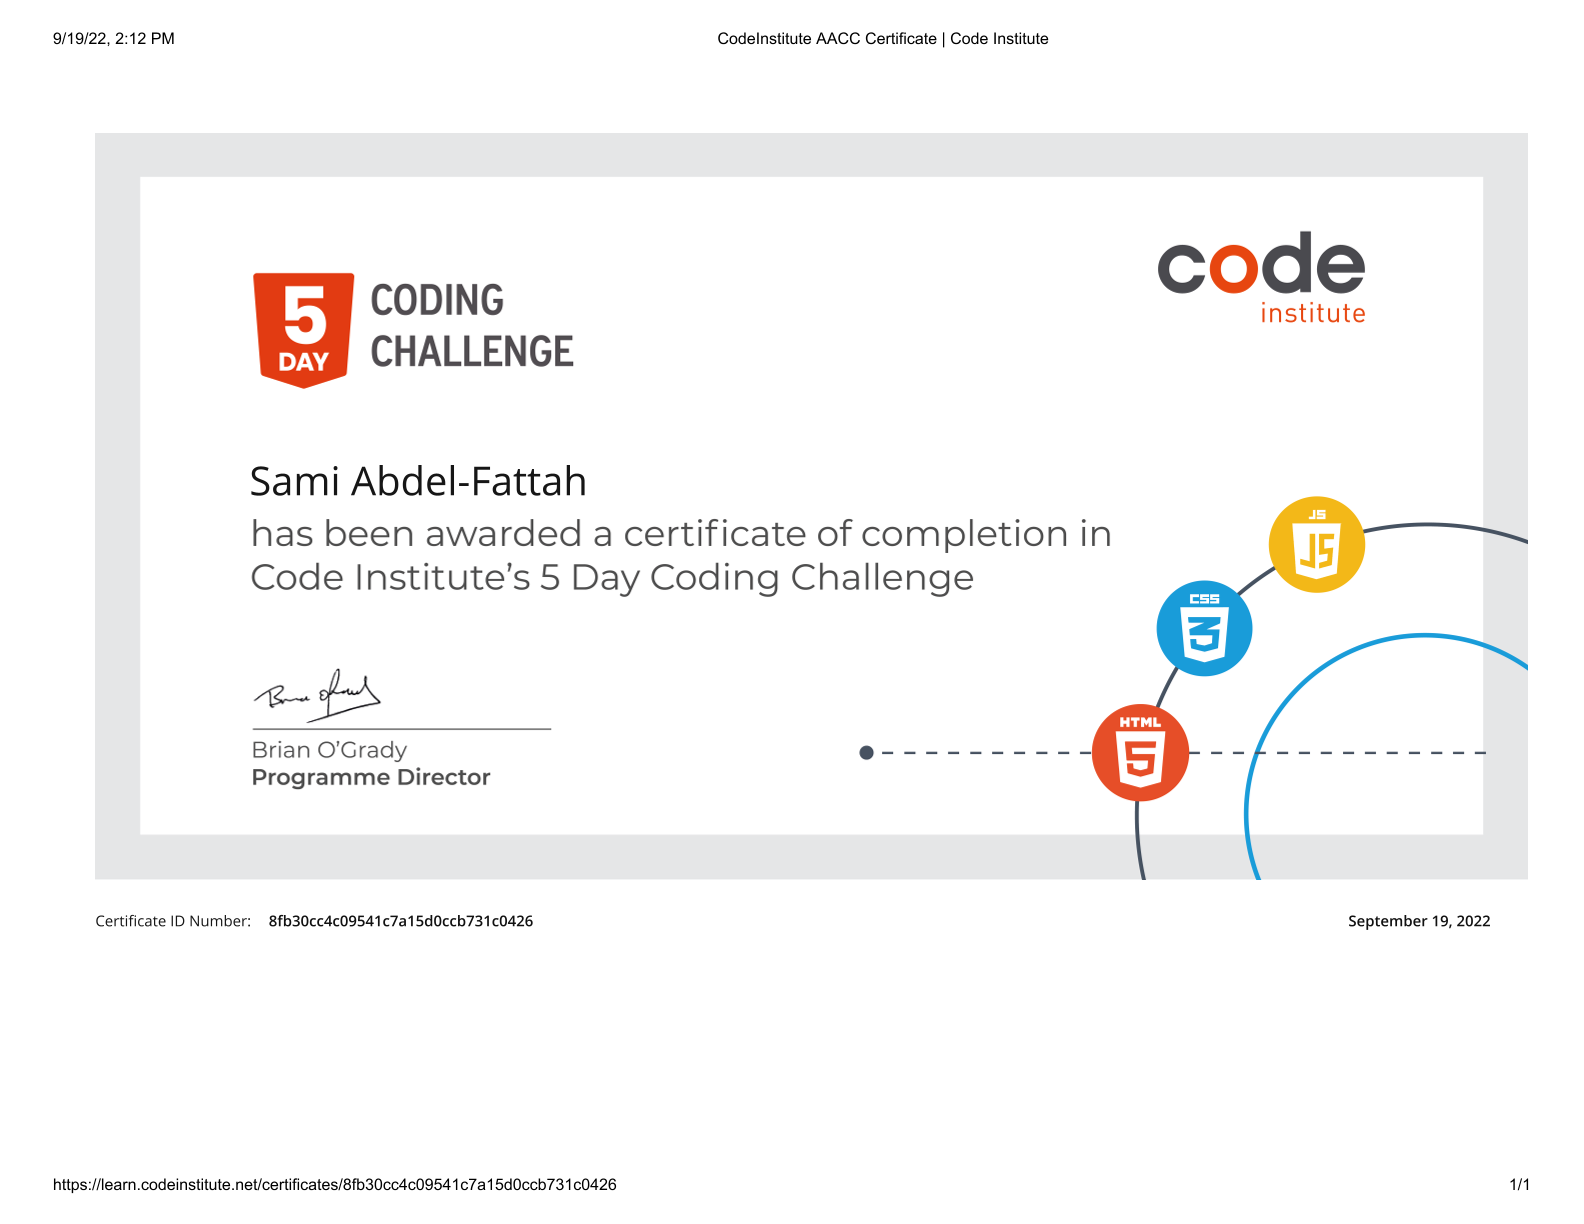 9/19/22, 2:12 PM
CodeInstitute AACC Certificate | Code Institute
code
institute
5
DAY
CODING
CHALLENGE
Sami Abdel-Fattah
has been awarded a certificate of completion in
Code Institute’s 5 Day Coding Challenge
JS
JS
CSS
3
HTML
5
Brian O’Grady
Programme Director
Certificate ID Number: 8fb30cc4c09541c7a15d0ccb731c0426
September 19, 2022
https://learn.codeinstitute.net/certificates/8fb30cc4c09541c7a15d0ccb731c0426
1/1